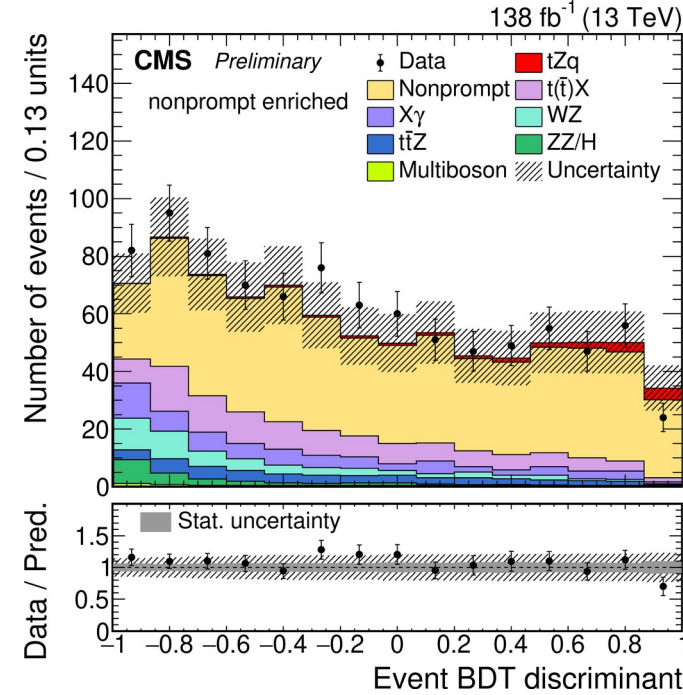 138 fb⁻¹ (13 TeV)
CMS Preliminary
nonprompt enriched
Data
Nonprompt
Xγ
tt̄Z
Multiboson
tZq
t(t̄)X
WZ
ZZ/H
Uncertainty
Number of events / 0.13 units
140
120
100
80
60
40
20
0
Stat. uncertainty
Data / Pred.
1.5
1
0.5
0
−1 −0.8 −0.6 −0.4 −0.2 0 0.2 0.4 0.6 0.8
Event BDT discriminant